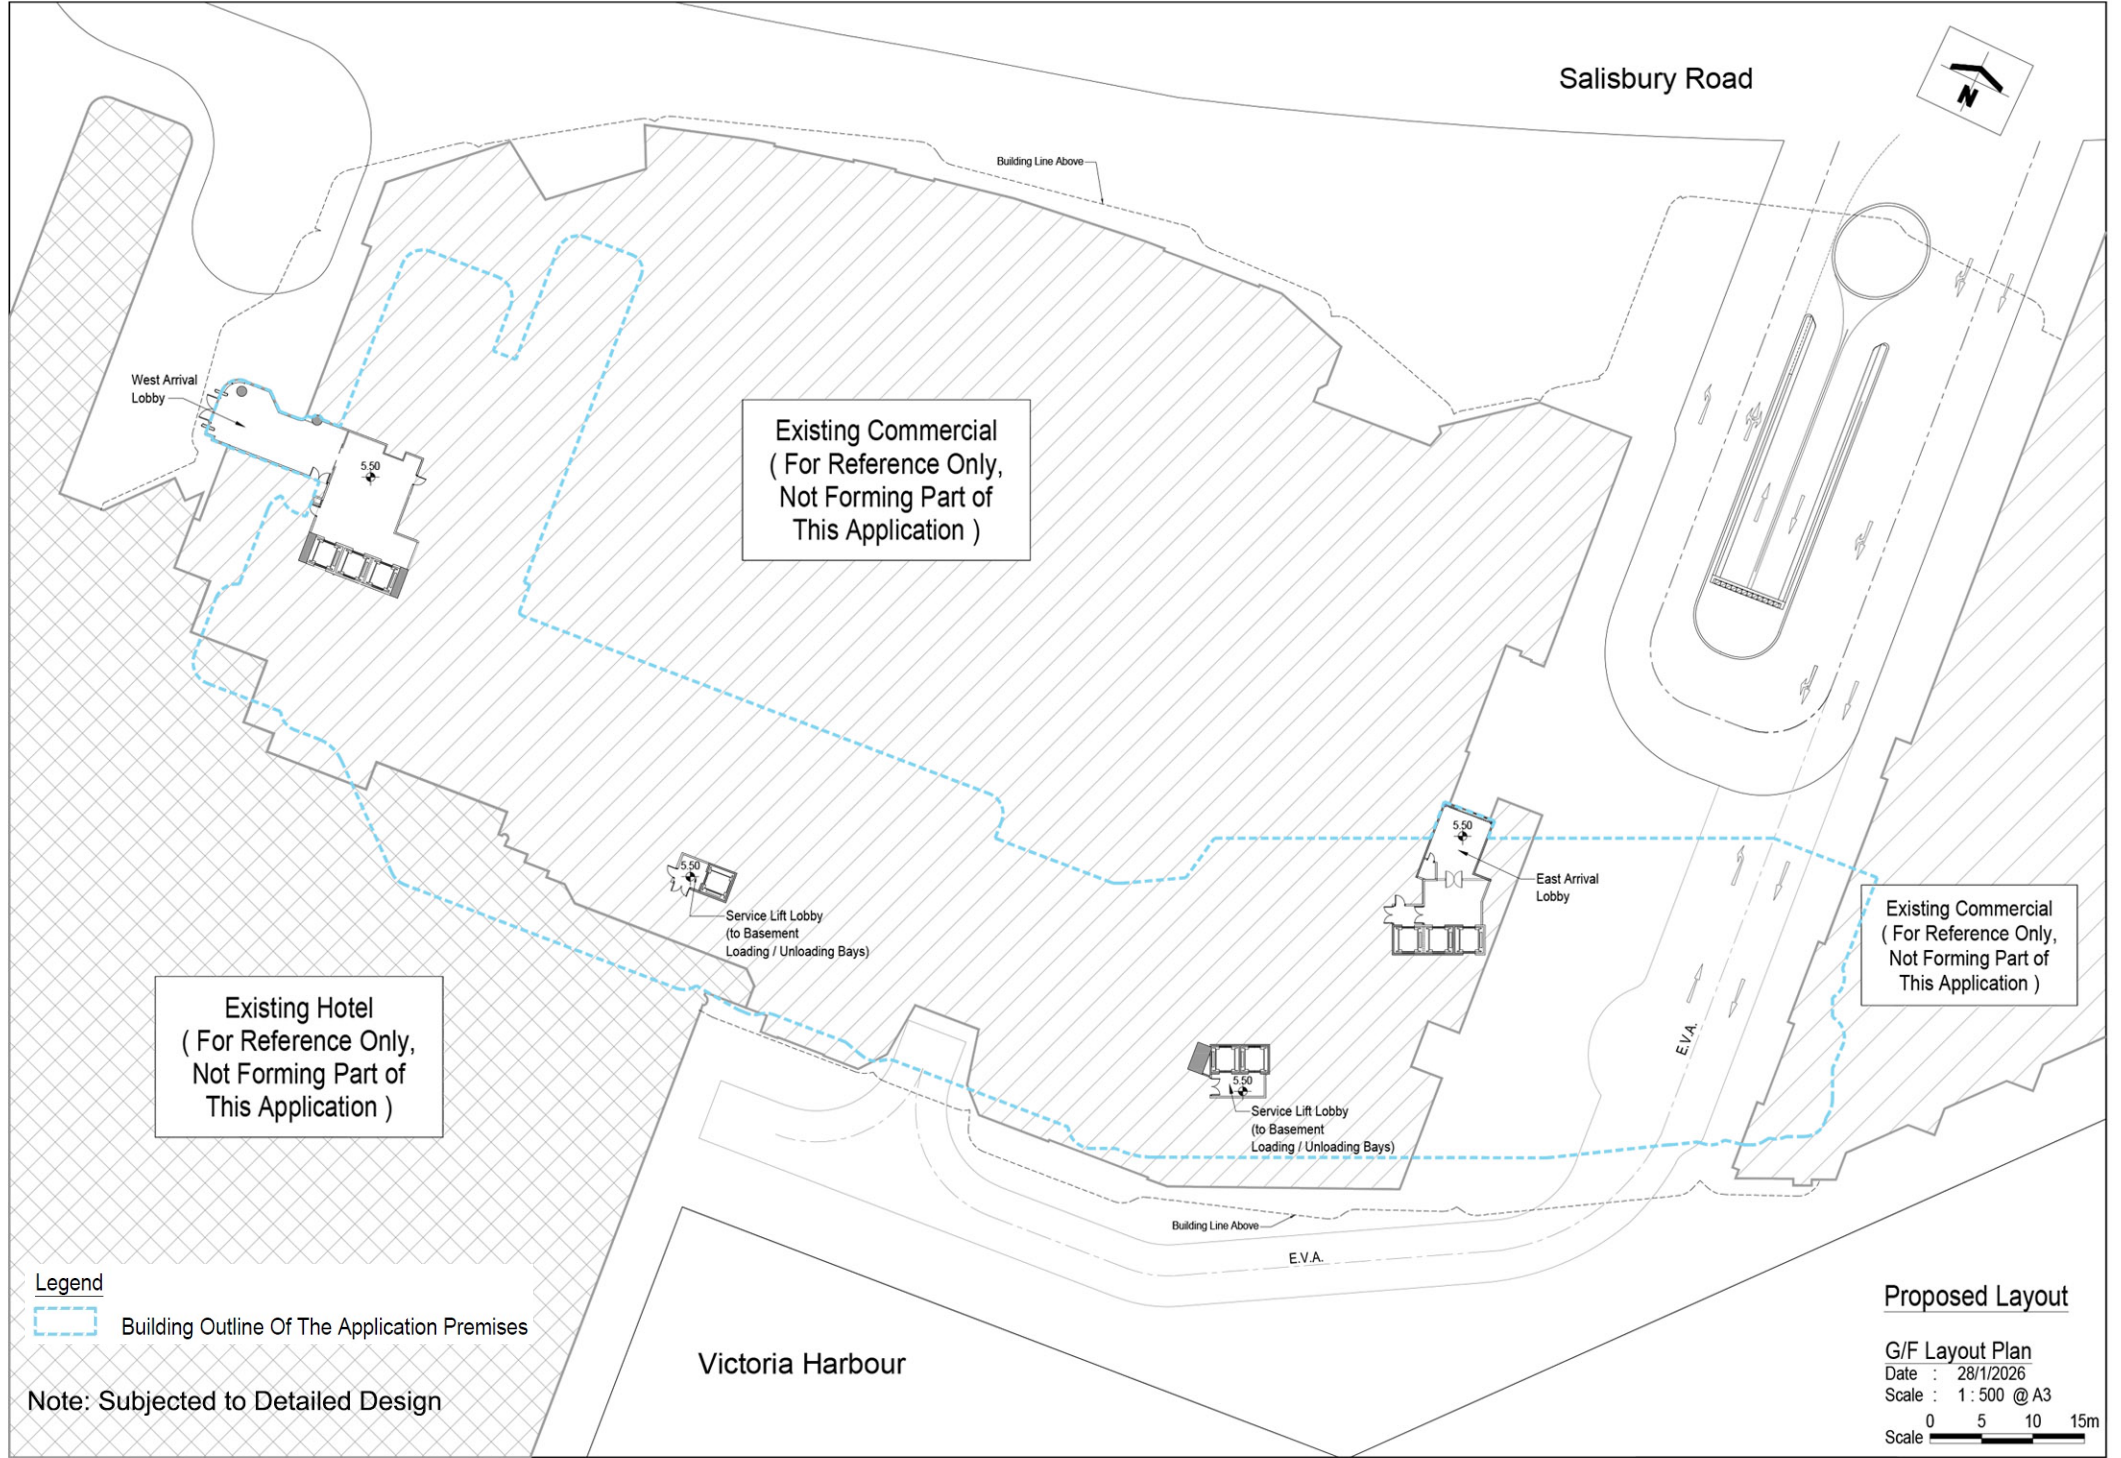 Salisbury Road
N
Building Line Above
West Arrival
Lobby
5.50
Existing Commercial
( For Reference Only,
Not Forming Part of
This Application )
5.50
East Arrival
Lobby
5.50
Service Lift Lobby
(to Basement
Loading / Unloading Bays)
Existing Commercial
( For Reference Only,
Not Forming Part of
This Application )
Existing Hotel
( For Reference Only,
Not Forming Part of
This Application )
E.V.A.
5.50
Service Lift Lobby
(to Basement
Loading / Unloading Bays)
Building Line Above
E.V.A.
Legend
Building Outline Of The Application Premises
Victoria Harbour
Note: Subjected to Detailed Design
Proposed Layout
G/F Layout Plan
Date : 28/1/2026
Scale : 1 : 500 @ A3
0 5 10 15m
Scale